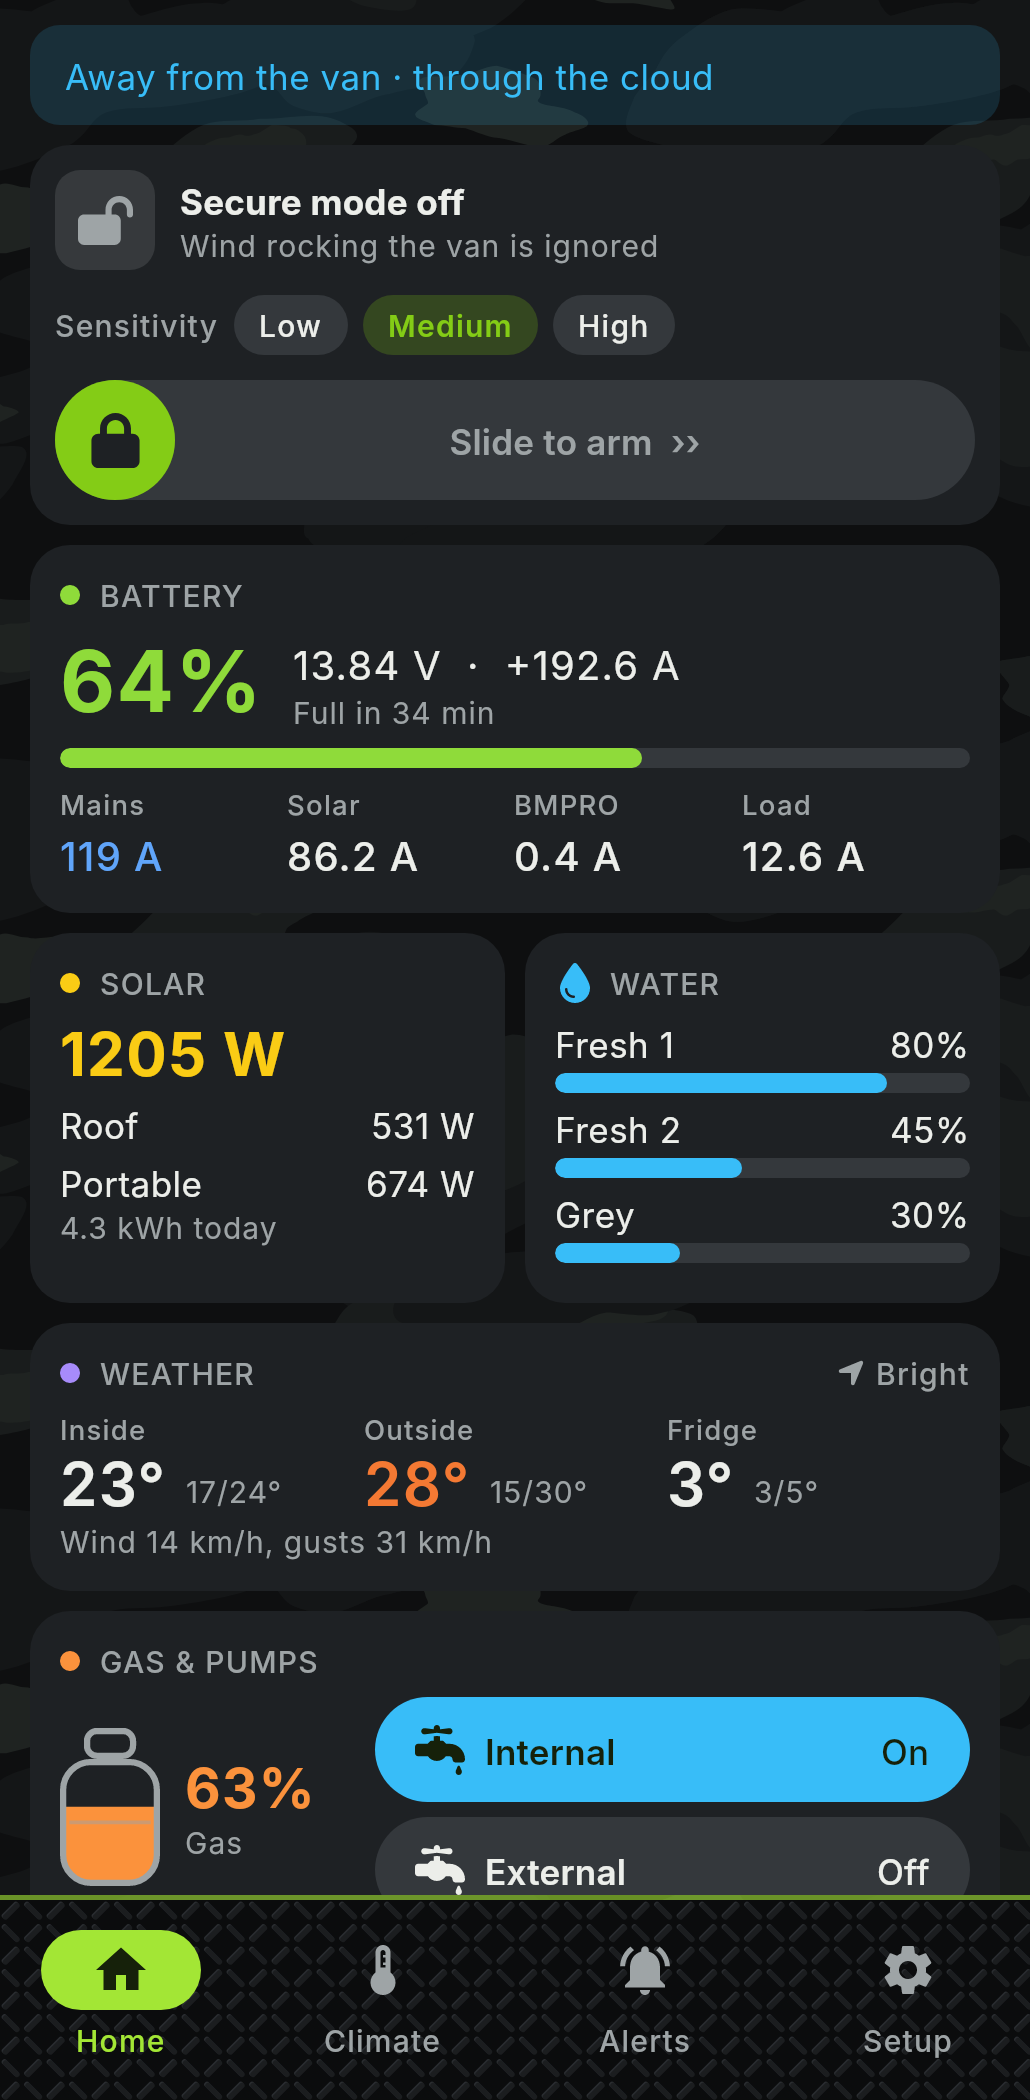 Away from the van · through the cloud
Secure mode off
Wind rocking the van is ignored
Sensitivity Low Medium High
Slide to arm ››
BATTERY
64% 13.84 V · +192.6 A
Full in 34 min
Mains Solar BMPRO Load
119 A 86.2 A 0.4 A 12.6 A
SOLAR
1205 W
Roof 531 W
Portable 674 W
4.3 kWh today
WATER
Fresh 1 80%
Fresh 2 45%
Grey 30%
WEATHER Bright
Inside Outside Fridge
23° 17/24° 28° 15/30° 3° 3/5°
Wind 14 km/h, gusts 31 km/h
GAS & PUMPS
63%
Gas
Internal On
External Off
Home Climate Alerts Setup